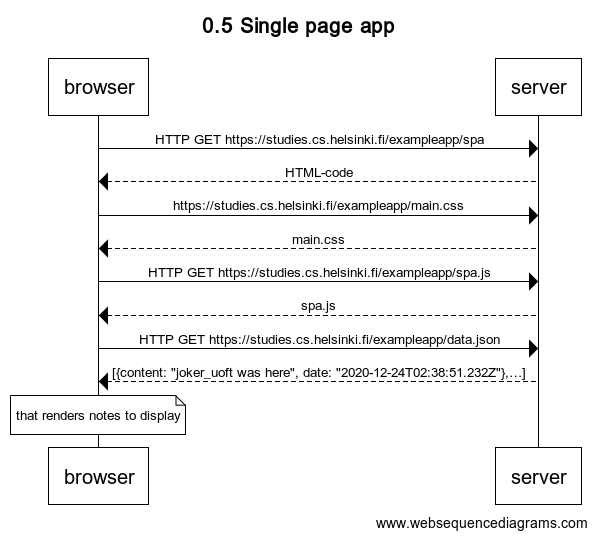 0.5 Single page app
browser server
HTTP GET https://studies.cs.helsinki.fi/exampleapp/spa
HTML-code
https://studies.cs.helsinki.fi/exampleapp/main.css
main.css
HTTP GET https://studies.cs.helsinki.fi/exampleapp/spa.js
spa.js
HTTP GET https://studies.cs.helsinki.fi/exampleapp/data.json
[{content: "joker_uoft was here", date: "2020-12-24T02:38:51.232Z"},...]
that renders notes to display
browser server
www.websequencediagrams.com